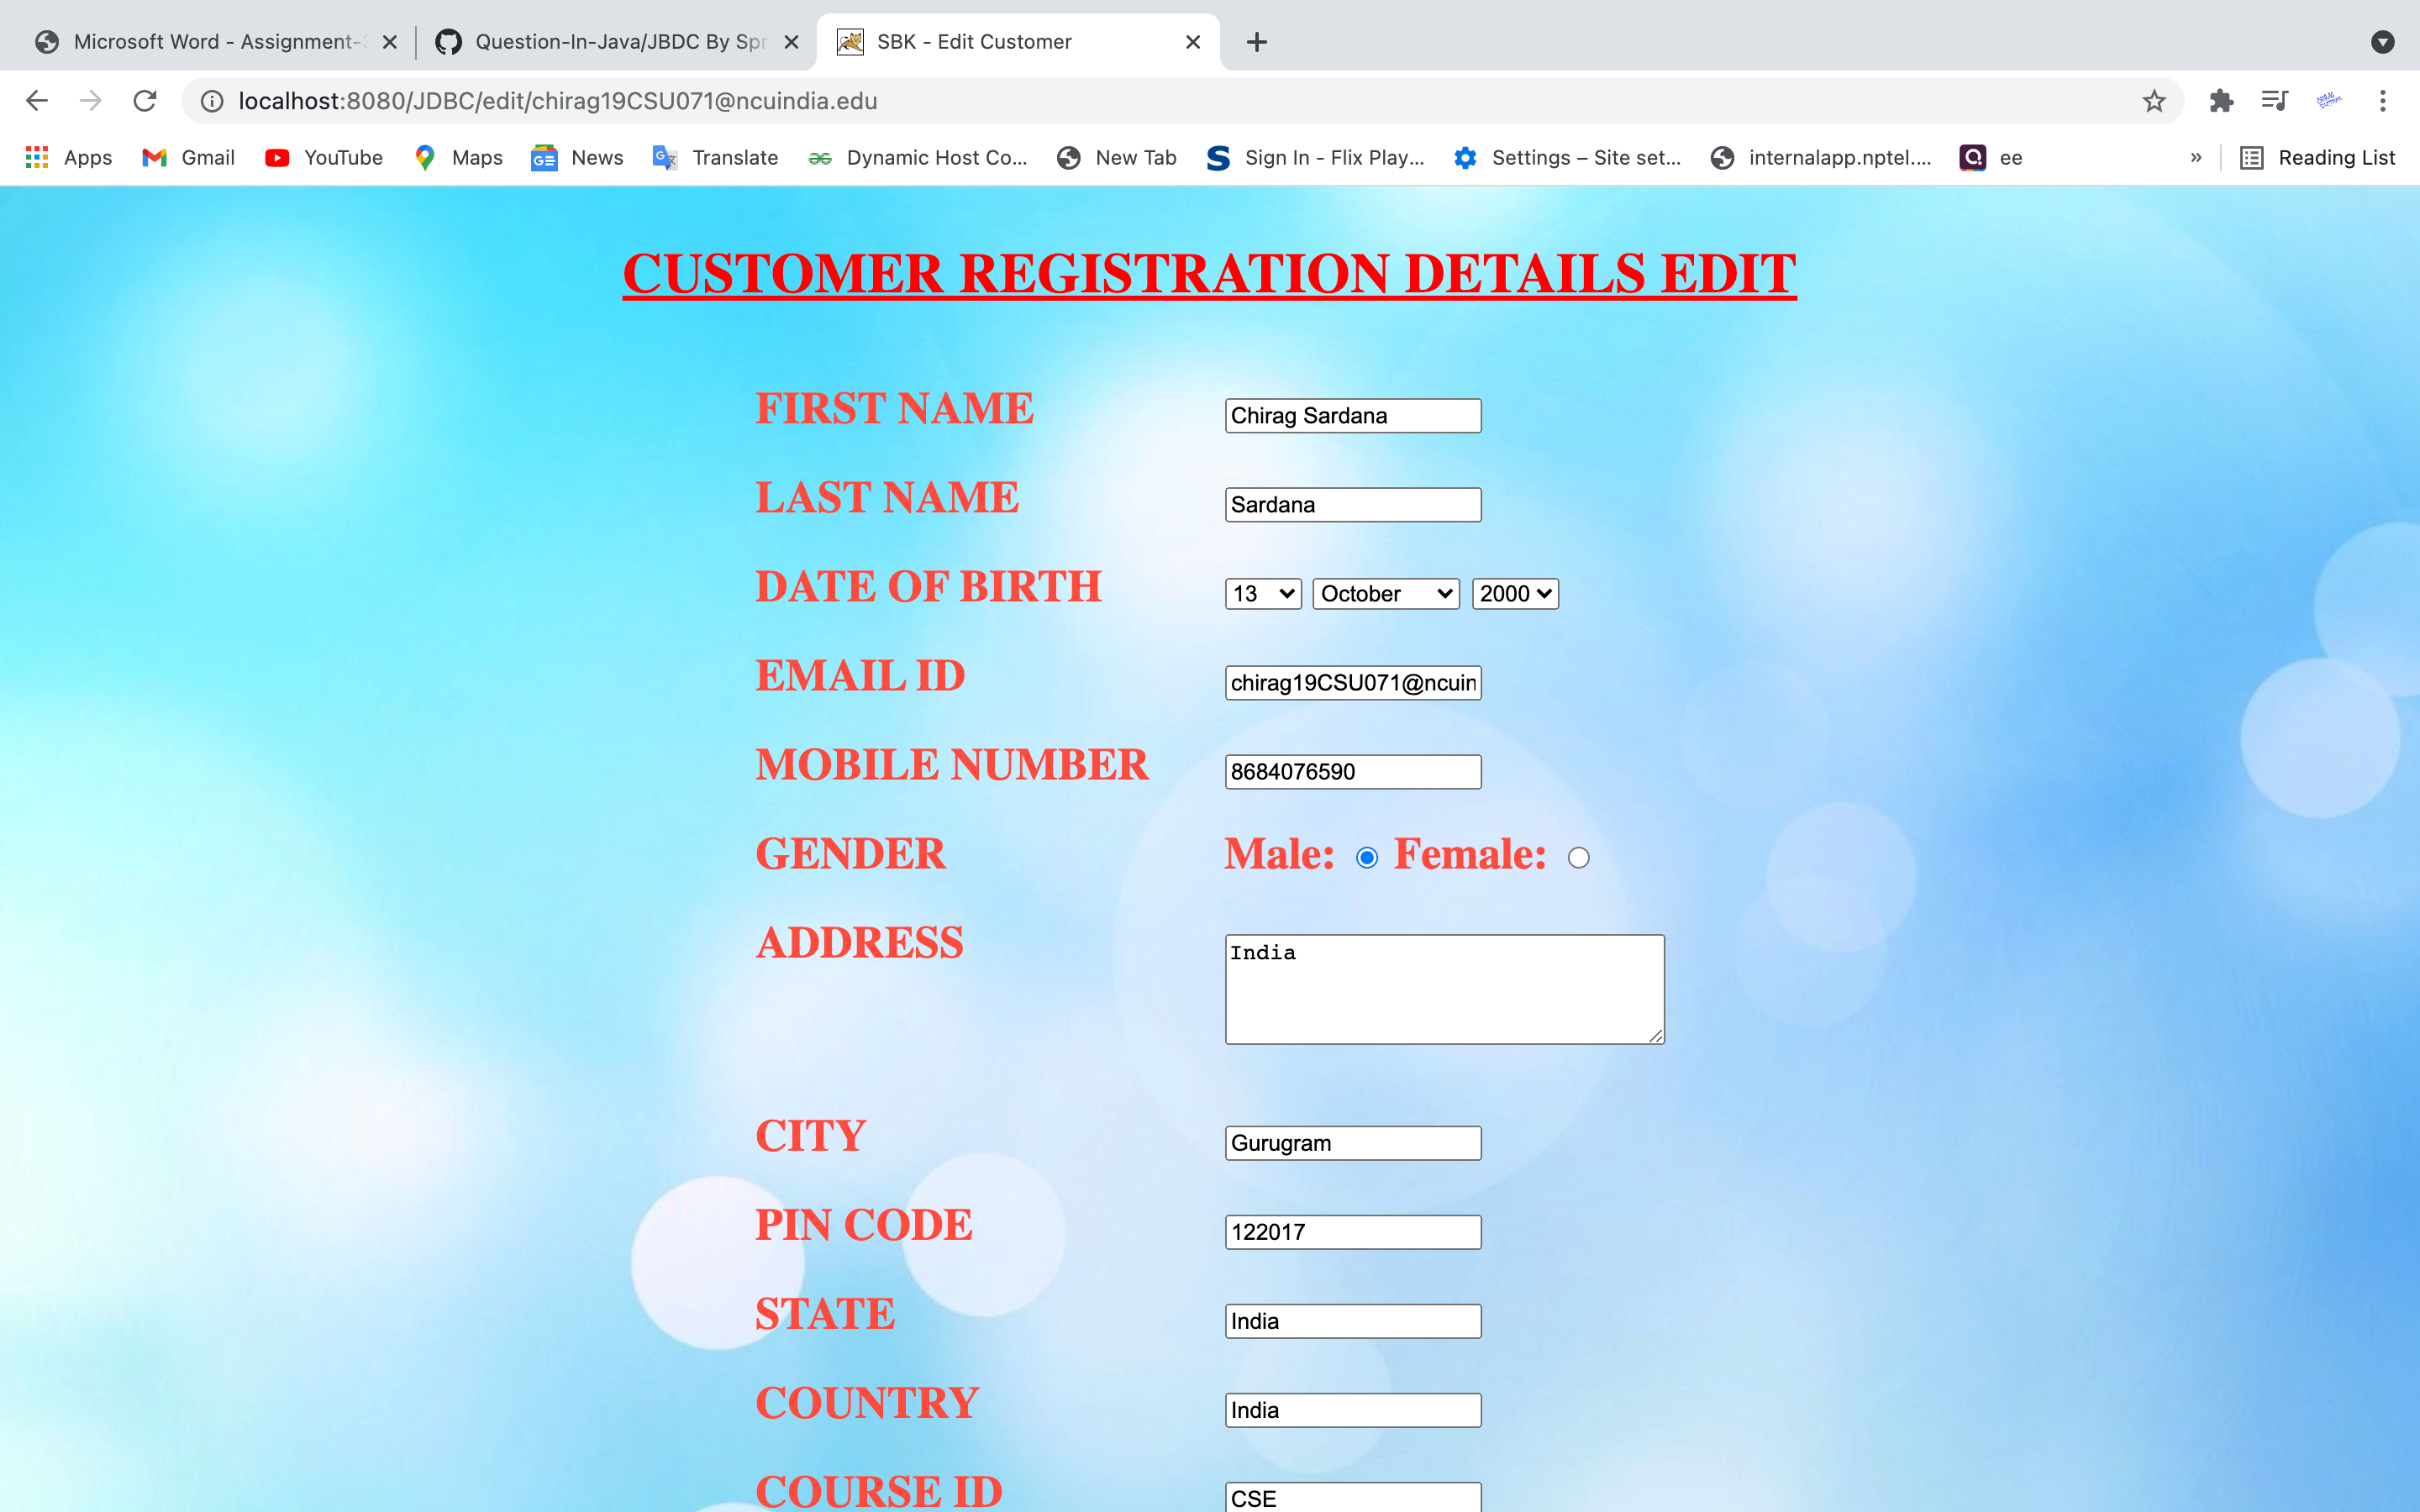 Microsoft Word - Assignment-
Question-In-Java/JBDC By Spr
SBK - Edit Customer
localhost:8080/JDBC/edit/chirag19CSU071@ncuindia.edu
Apps Gmail YouTube Maps News Translate Dynamic Host Co... New Tab Sign In - Flix Play... Settings – Site set... internalapp.nptel.... ee » Reading List
CUSTOMER REGISTRATION DETAILS EDIT
FIRST NAME Chirag Sardana
LAST NAME Sardana
DATE OF BIRTH 13 October 2000
EMAIL ID chirag19CSU071@ncuin
MOBILE NUMBER 8684076590
GENDER Male: Female:
ADDRESS India
CITY Gurugram
PIN CODE 122017
STATE India
COUNTRY India
COURSE ID CSE